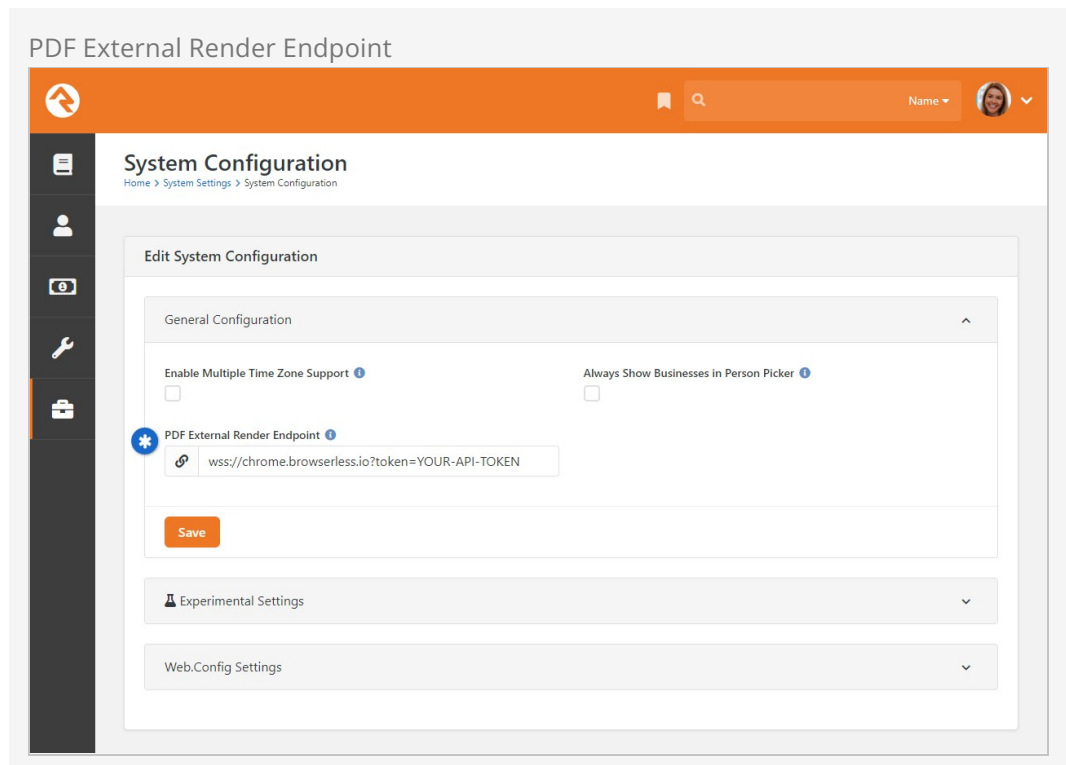 PDF External Render Endpoint
Name
System Configuration
Home > System Settings > System Configuration
Edit System Configuration
General Configuration
Enable Multiple Time Zone Support
Always Show Businesses in Person Picker
PDF External Render Endpoint
wss://chrome.browserless.io?token=YOUR-API-TOKEN
Save
Experimental Settings
Web.Config Settings